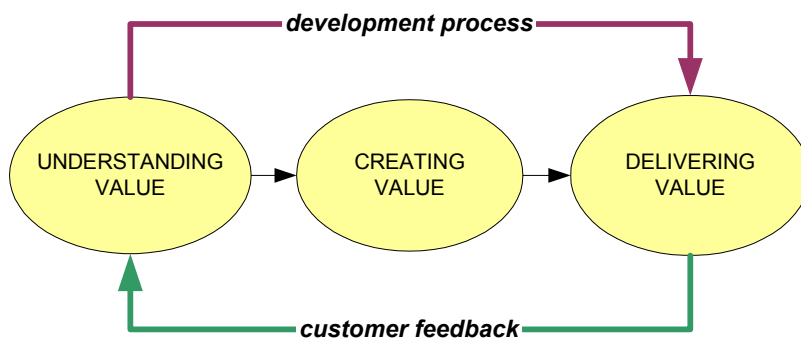 development process
UNDERSTANDING
VALUE
CREATING
VALUE
DELIVERING
VALUE
customer feedback